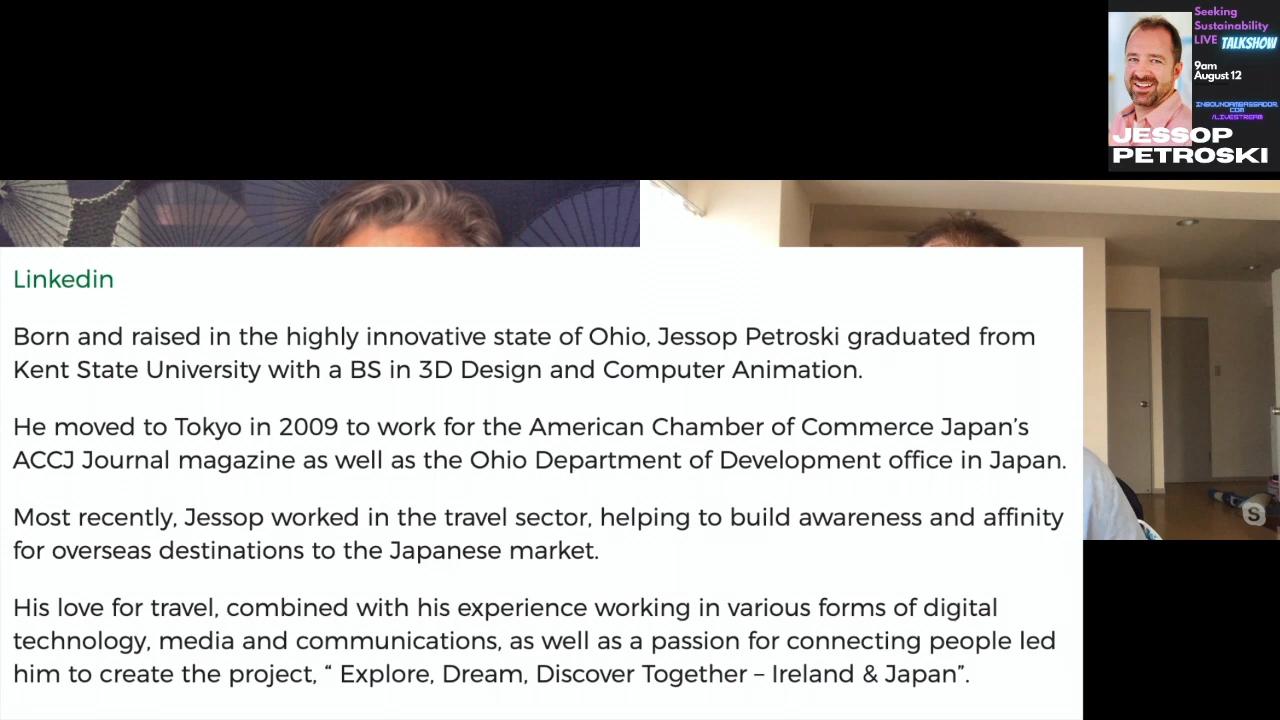 Seeking
Sustainability
LIVE TALKSHOW
9am
August 12
INBOUNDAMBASSADOR.
COM
/LIVESTREAM
JESSOP
PETROSKI
Linkedin
Born and raised in the highly innovative state of Ohio, Jessop Petroski graduated from
Kent State University with a BS in 3D Design and Computer Animation.
He moved to Tokyo in 2009 to work for the American Chamber of Commerce Japan’s
ACCJ Journal magazine as well as the Ohio Department of Development office in Japan.
Most recently, Jessop worked in the travel sector, helping to build awareness and affinity
for overseas destinations to the Japanese market.
His love for travel, combined with his experience working in various forms of digital
technology, media and communications, as well as a passion for connecting people led
him to create the project, “ Explore, Dream, Discover Together – Ireland & Japan”.
S